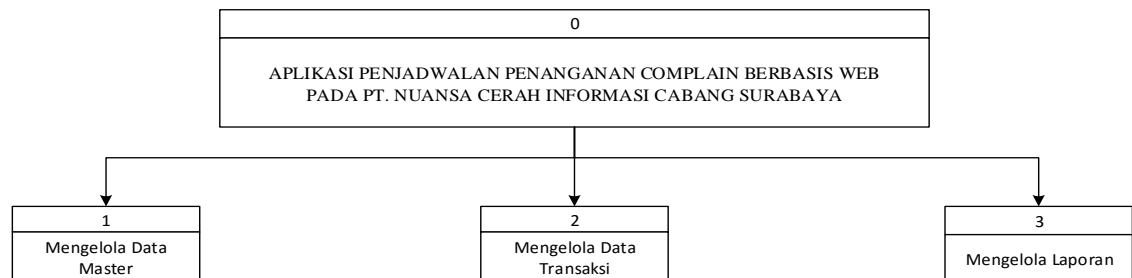 0
APLIKASI PENJADWALAN PENANGANAN COMPLAIN BERBASIS WEB
PADA PT. NUANSA CERAH INFORMASI CABANG SURABAYA
1
Mengelola Data
Master
2
Mengelola Data
Transaksi
3
Mengelola Laporan